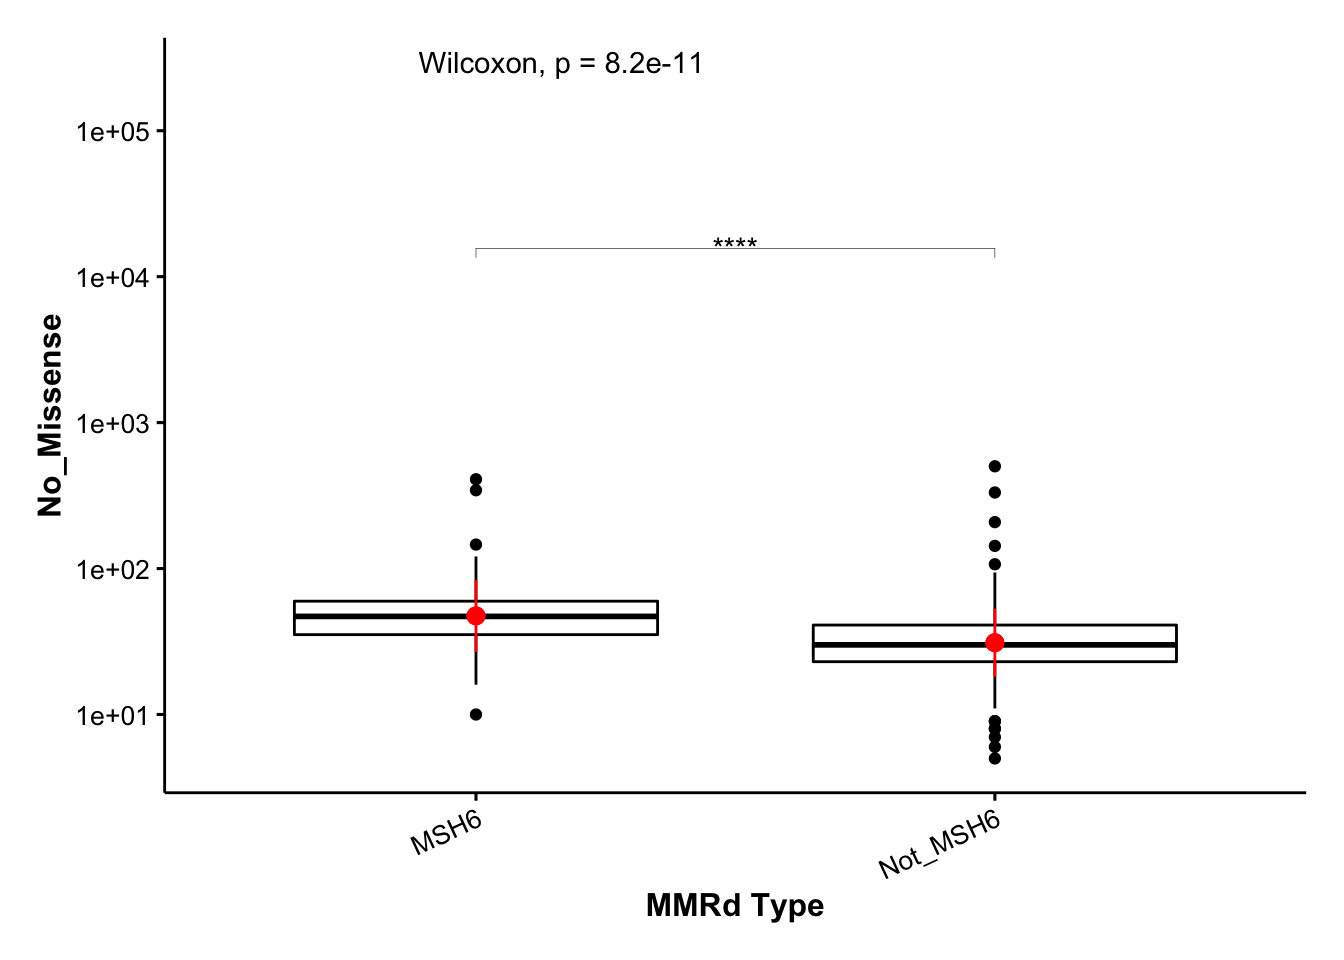 Wilcoxon, p = 8.2e-11
1e+05
****
1e+04
1e+03
1e+02
1e+01
No_Missense
MSH6
Not_MSH6
MMRd Type